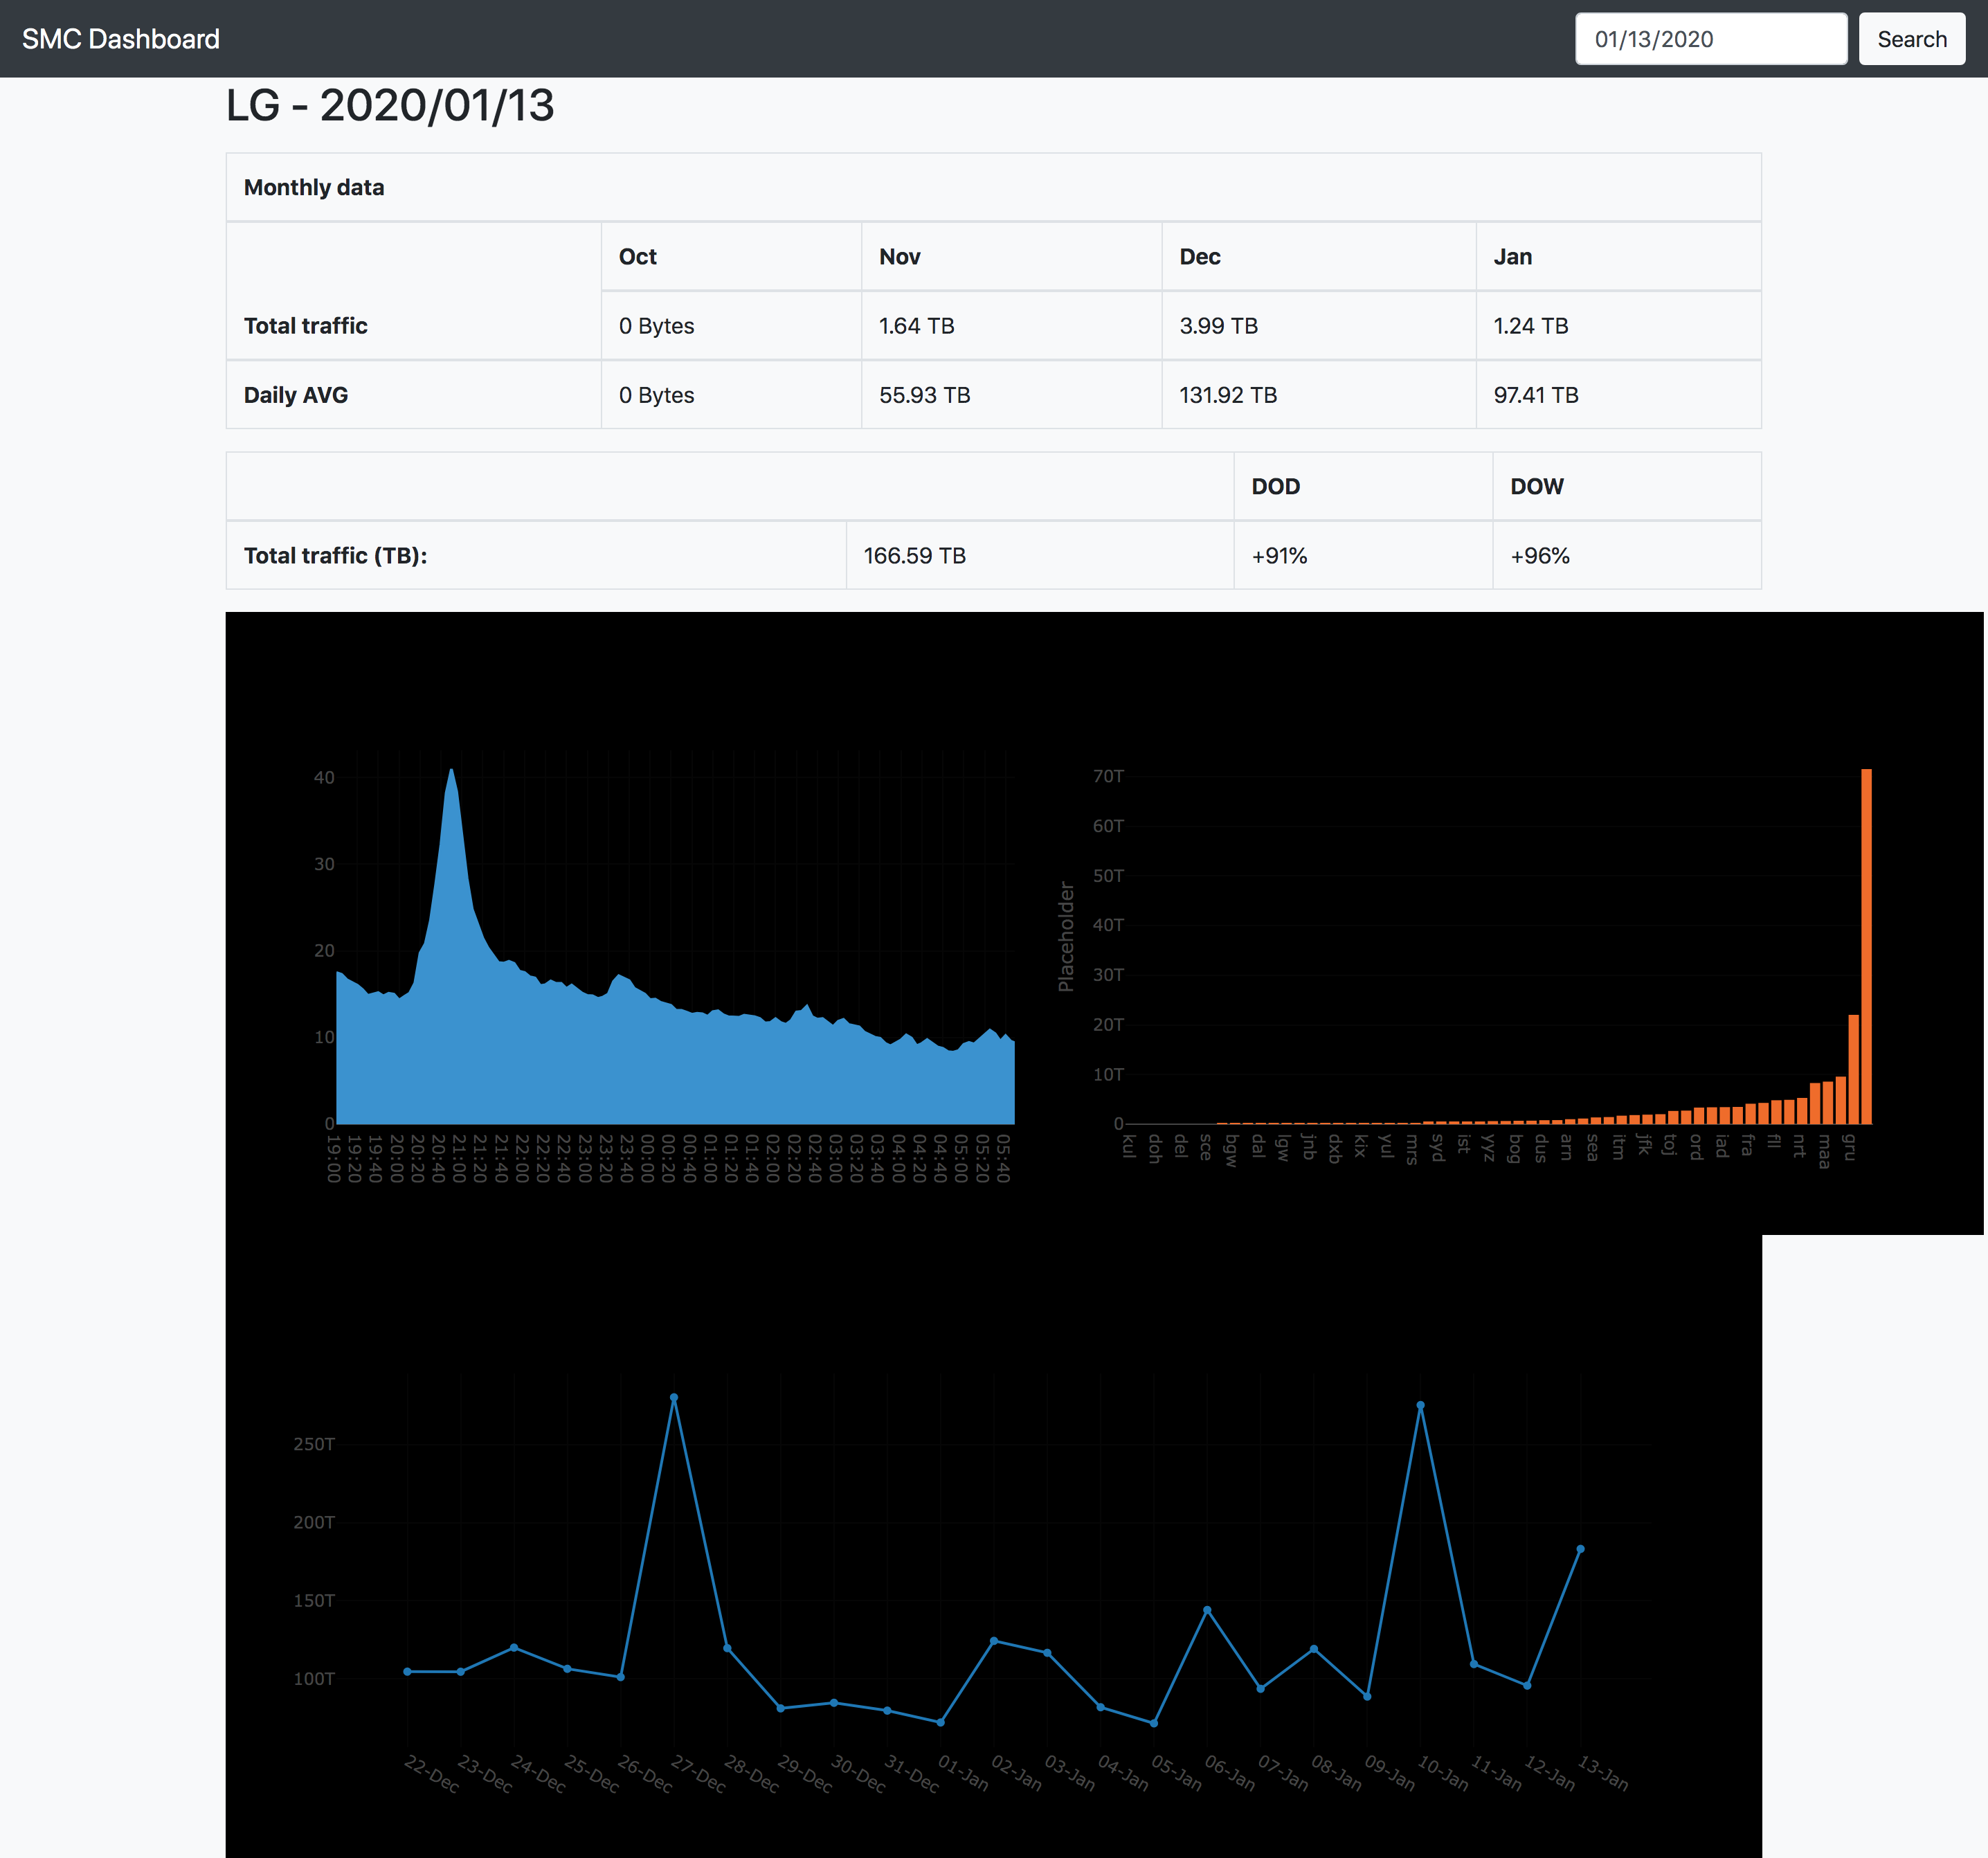 SMC Dashboard
01/13/2020
Search
LG - 2020/01/13
Monthly data
Oct Nov Dec Jan
Total traffic 0 Bytes 1.64 TB 3.99 TB 1.24 TB
Daily AVG 0 Bytes 55.93 TB 131.92 TB 97.41 TB
DOD DOW
Total traffic (TB): 166.59 TB +91% +96%
40
30
20
10
0
19:00 19:20 19:40 20:00 20:20 20:40 21:00 21:20 21:40 22:00 22:20 22:40 23:00 23:20 23:40 00:00 00:20 00:40 01:00 01:20 01:40 02:00 02:20 02:40 03:00 03:20 03:40 04:00 04:20 04:40 05:00 05:20 05:40
Placeholder
70T
60T
50T
40T
30T
20T
10T
0
kul doh del sce bgw dal lgw jnb dxb kix yul mrs syd ist yyz bog dus arn sea itm jfk toj ord iad fra fll nrt maa gru
250T
200T
150T
100T
22-Dec 23-Dec 24-Dec 25-Dec 26-Dec 27-Dec 28-Dec 29-Dec 30-Dec 31-Dec 01-Jan 02-Jan 03-Jan 04-Jan 05-Jan 06-Jan 07-Jan 08-Jan 09-Jan 10-Jan 11-Jan 12-Jan 13-Jan